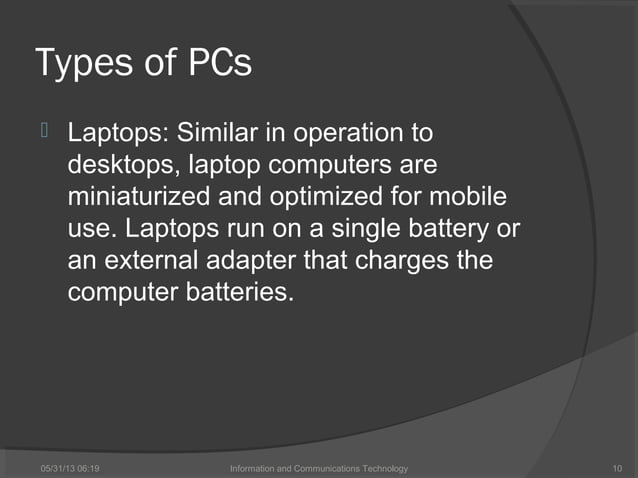 Types of PCs
Laptops: Similar in operation to
desktops, laptop computers are
miniaturized and optimized for mobile
use. Laptops run on a single battery or
an external adapter that charges the
computer batteries.
05/31/13 06:19 Information and Communications Technology 10